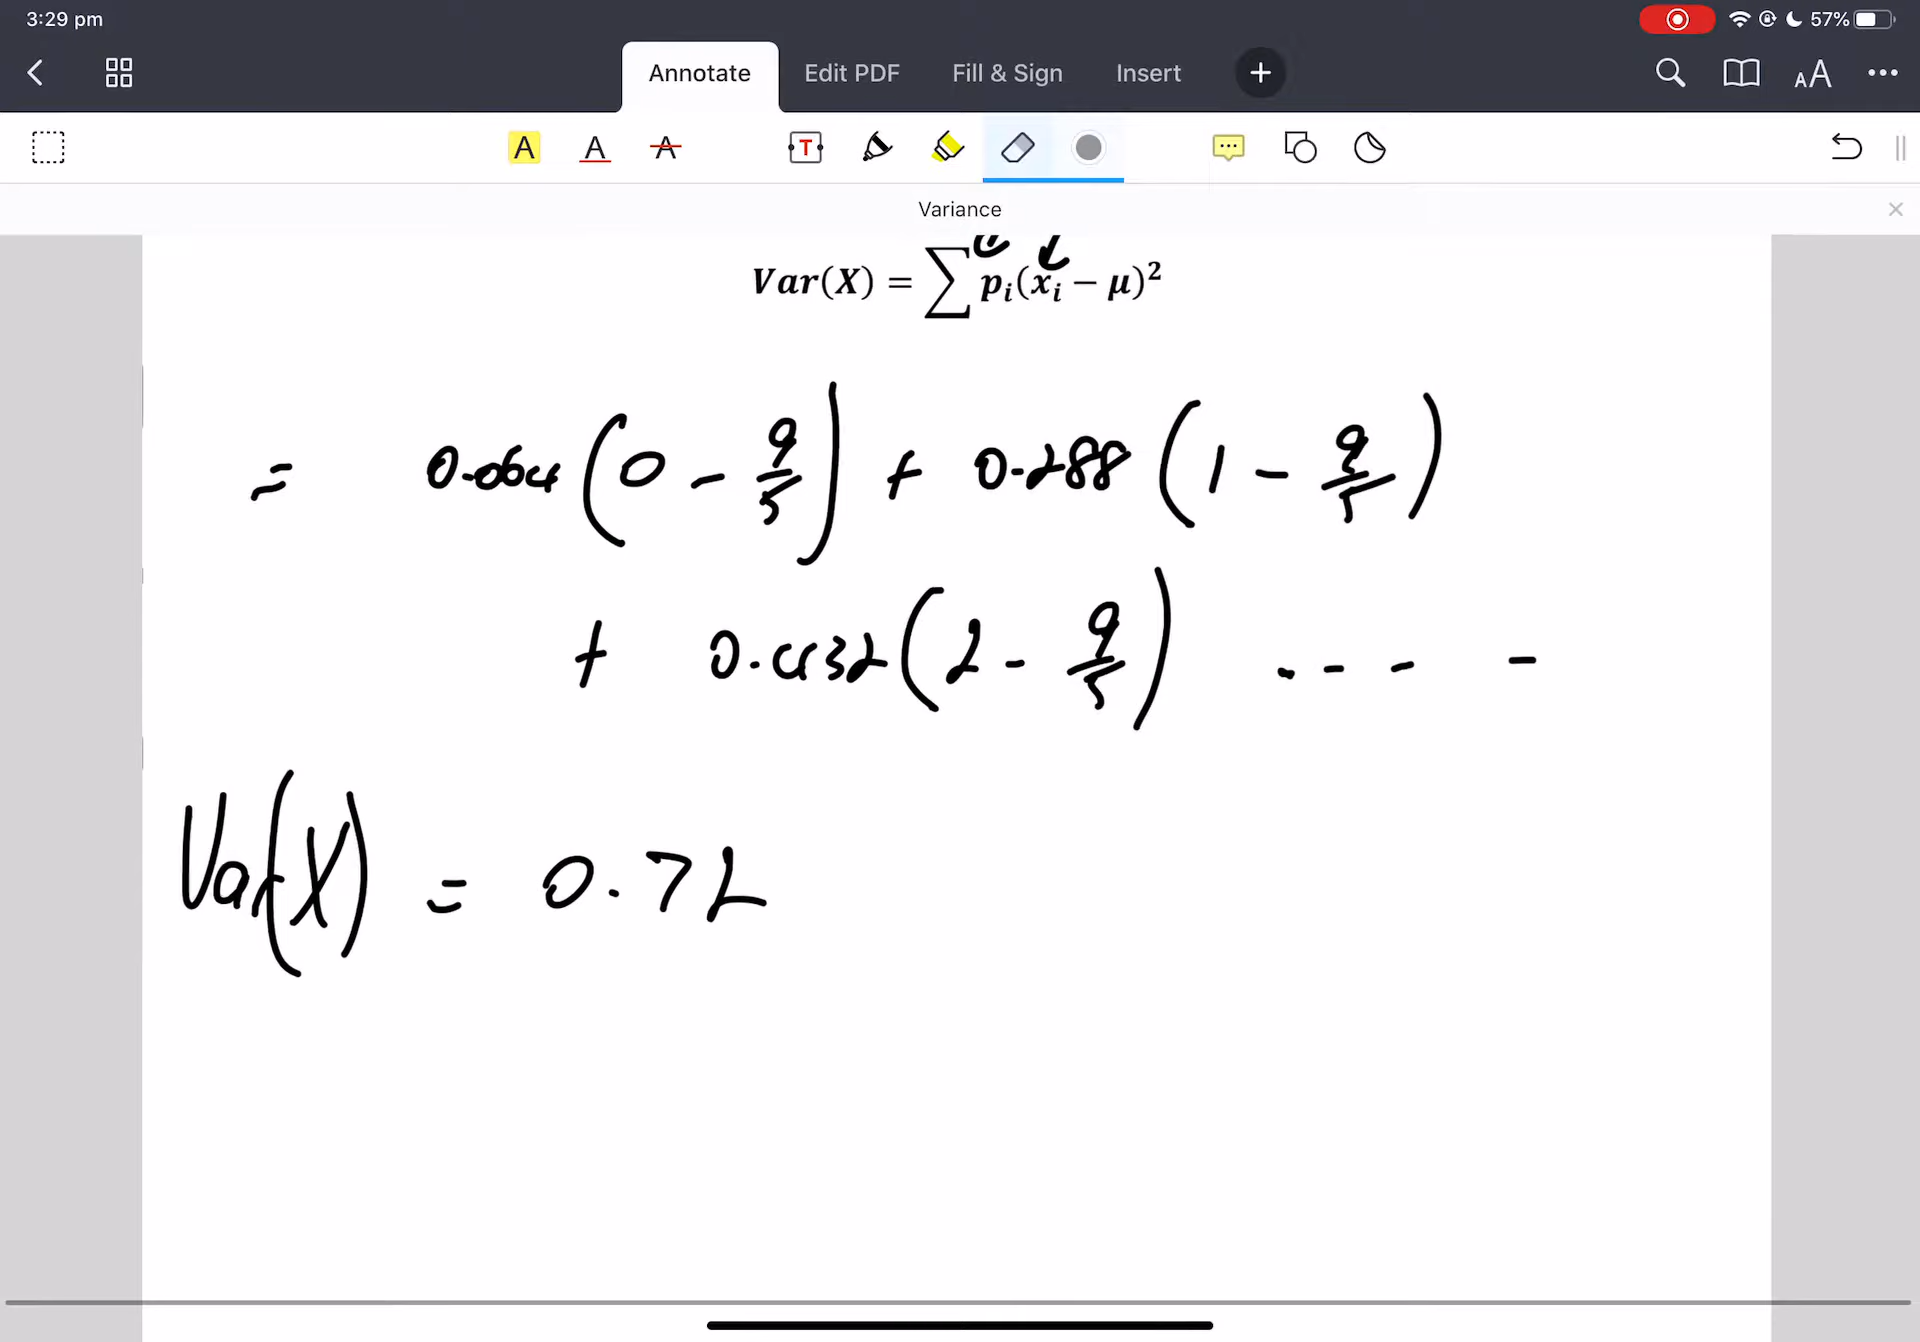 3:29 pm 57%
Annotate Edit PDF Fill & Sign Insert
Variance
Var(X) = ∑ pᵢ(xᵢ − μ)²
= 0.064 (0 - 9/5) + 0.288 (1 - 9/5)
+ 0.432 (2 - 9/5) ... -
Var(X) = 0.72